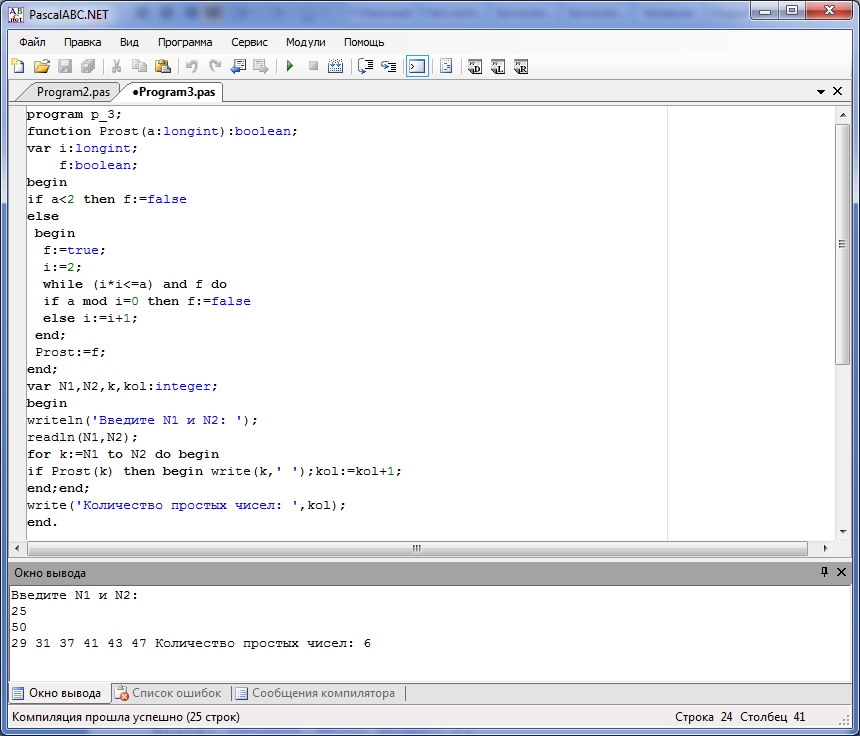 PascalABC.NET
Файл Правка Вид Программа Сервис Модули Помощь
Program2.pas •Program3.pas
program p_3;
function Prost(a:longint):boolean;
var i:longint;
    f:boolean;
begin
if a<2 then f:=false
else
 begin
  f:=true;
  i:=2;
  while (i*i<=a) and f do
  if a mod i=0 then f:=false
  else i:=i+1;
 end;
 Prost:=f;
end;
var N1,N2,k,kol:integer;
begin
writeln('Введите N1 и N2: ');
readln(N1,N2);
for k:=N1 to N2 do begin
if Prost(k) then begin write(k,' ');kol:=kol+1;
end;end;
write('Количество простых чисел: ',kol);
end.
Окно вывода
Введите N1 и N2:
25
50
29 31 37 41 43 47 Количество простых чисел: 6
Окно вывода Список ошибок Сообщения компилятора
Компиляция прошла успешно (25 строк) Строка 24 Столбец 41